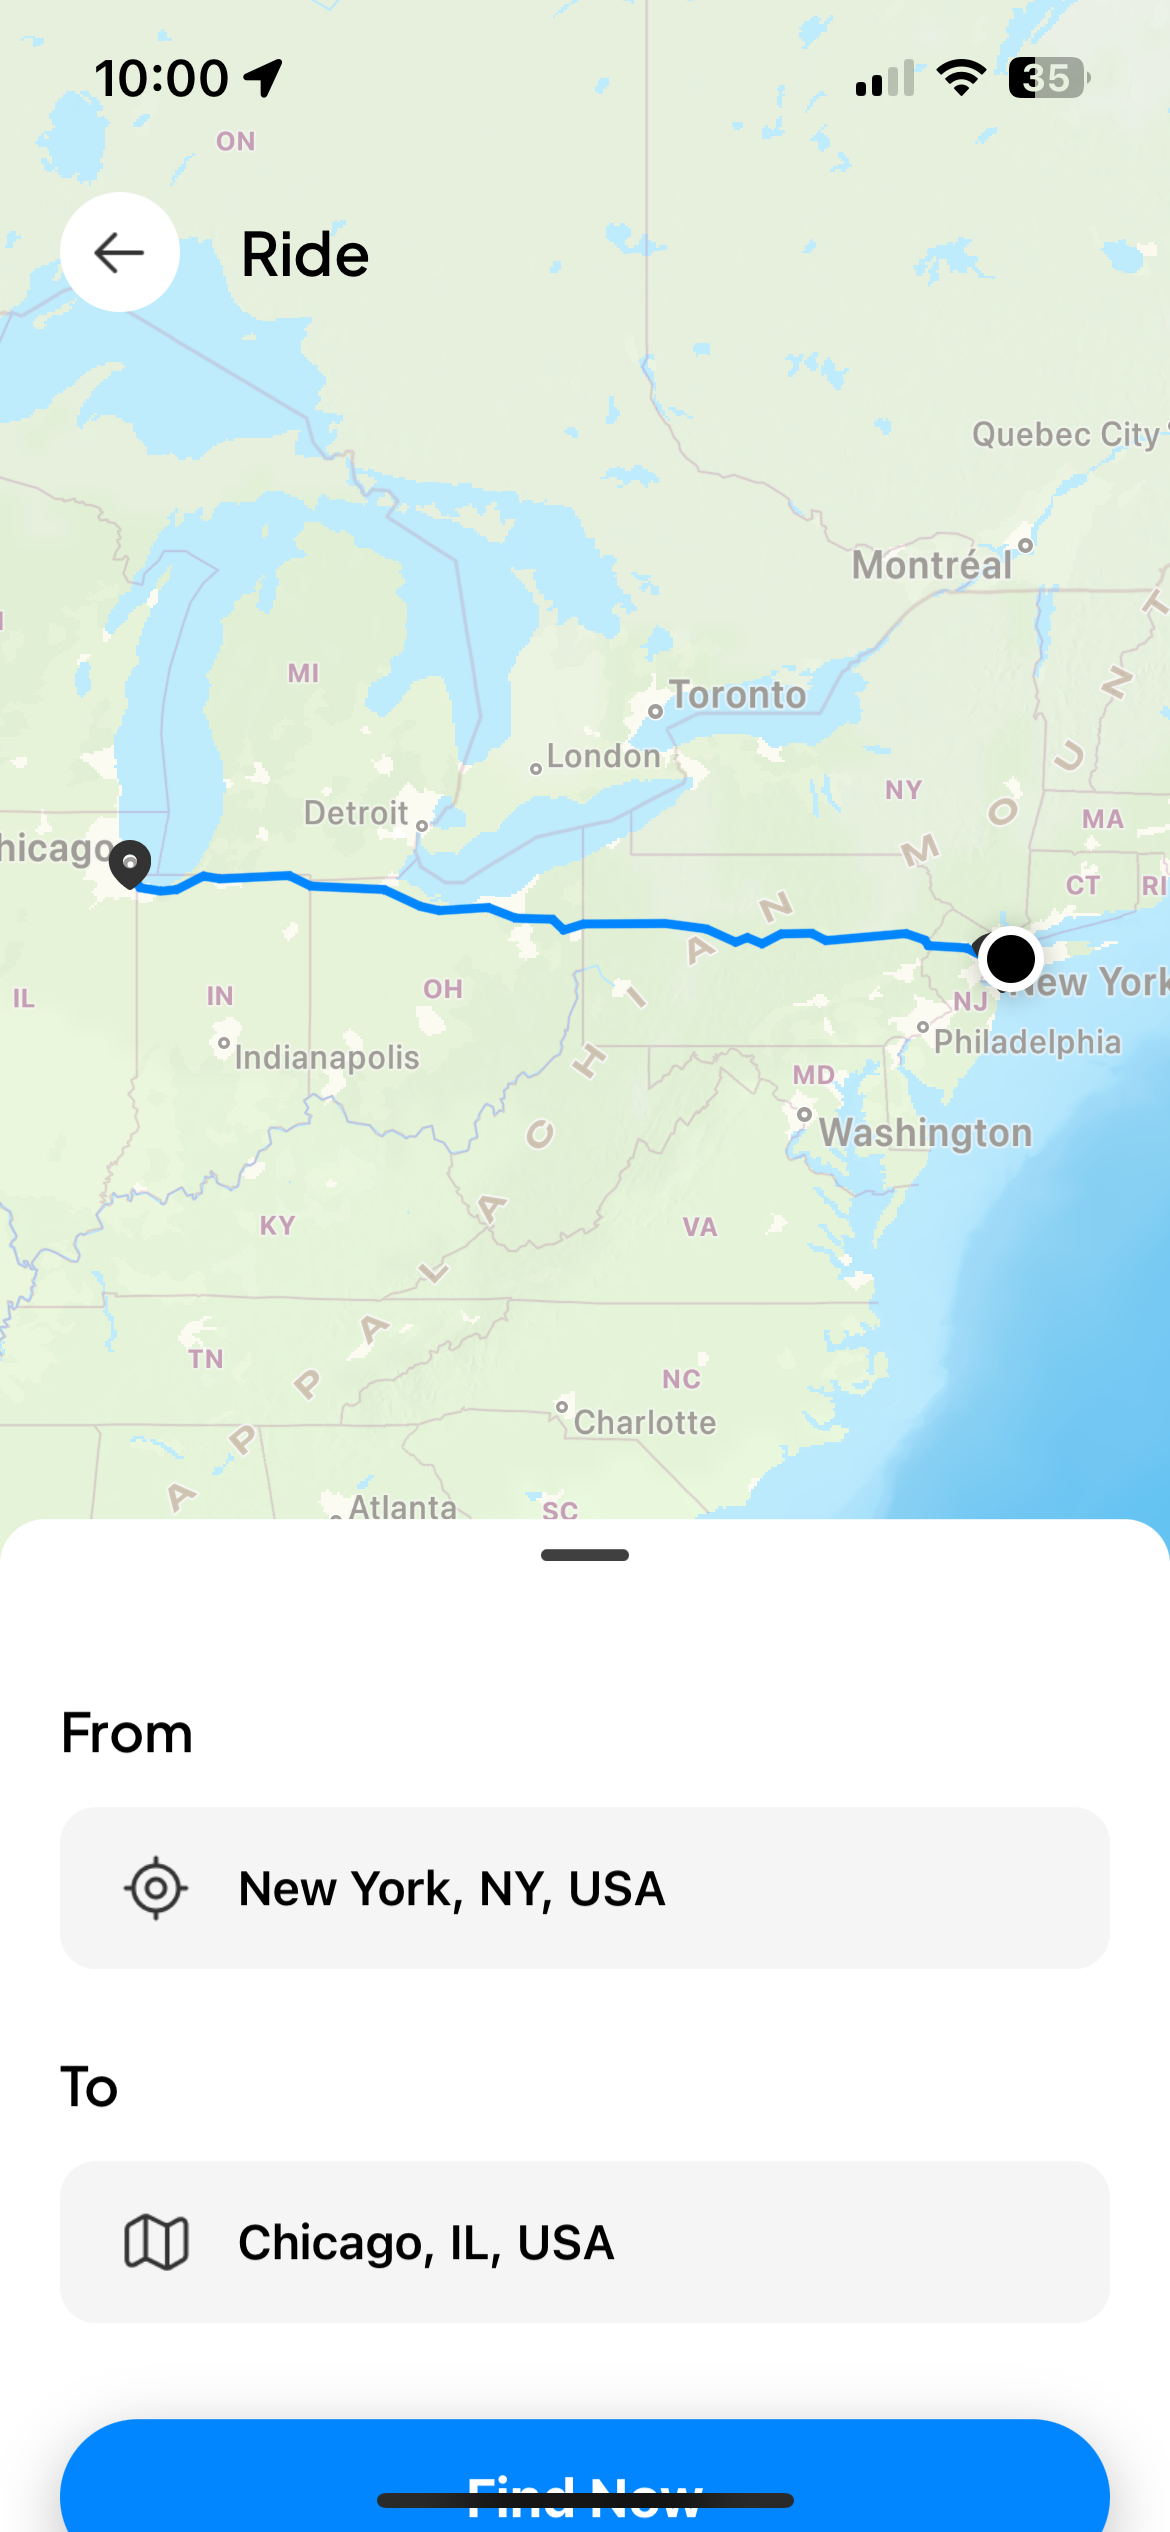 10:00
35
ON
Ride
Quebec City
Montréal
MI
Toronto
London
NY
Detroit
MA
hicago
CT
RI
IL
IN
OH
NJ
New York
Indianapolis
Philadelphia
MD
Washington
KY
VA
TN
NC
Charlotte
Atlanta
SC
APPALACHIAN MOUNT
From
New York, NY, USA
To
Chicago, IL, USA
Find Now